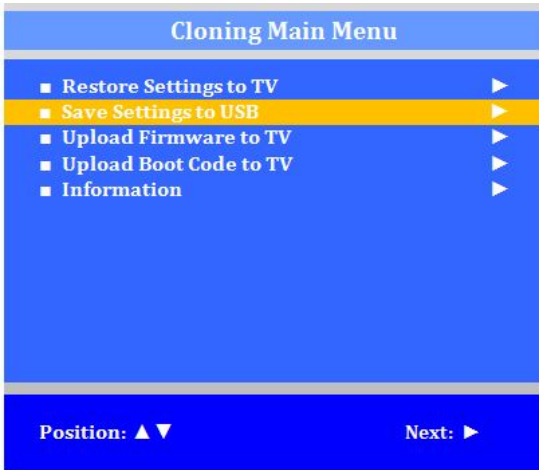 Cloning Main Menu
■ Restore Settings to TV ▶
■ Save Settings to USB ▶
■ Upload Firmware to TV ▶
■ Upload Boot Code to TV ▶
■ Information ▶
Position: ▲▼ Next: ▶